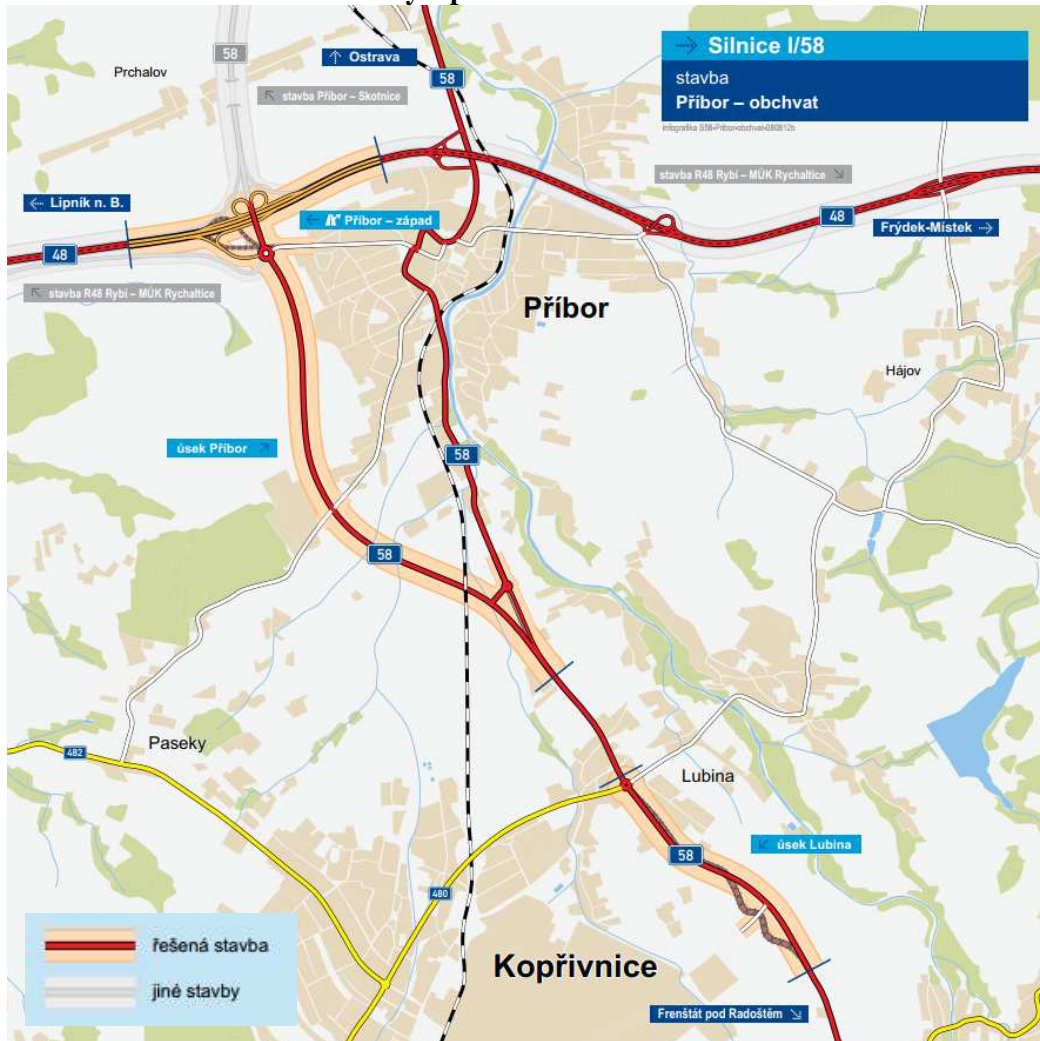 58
Ostrava
58
Silnice I/58
stavba
Příbor – obchvat
Prchalov
stavba Příbor – Skotnice
stavba R48 Rybí – MÚK Rychaltice
Lipník n. B.
Příbor – západ
48
Frýdek-Místek
48
stavba R48 Rybí – MÚK Rychaltice
Příbor
Hájov
úsek Příbor
58
58
Paseky
482
Lubina
58
úsek Lubina
480
řešená stavba
jiné stavby
Kopřivnice
Frenštát pod Radoštěm